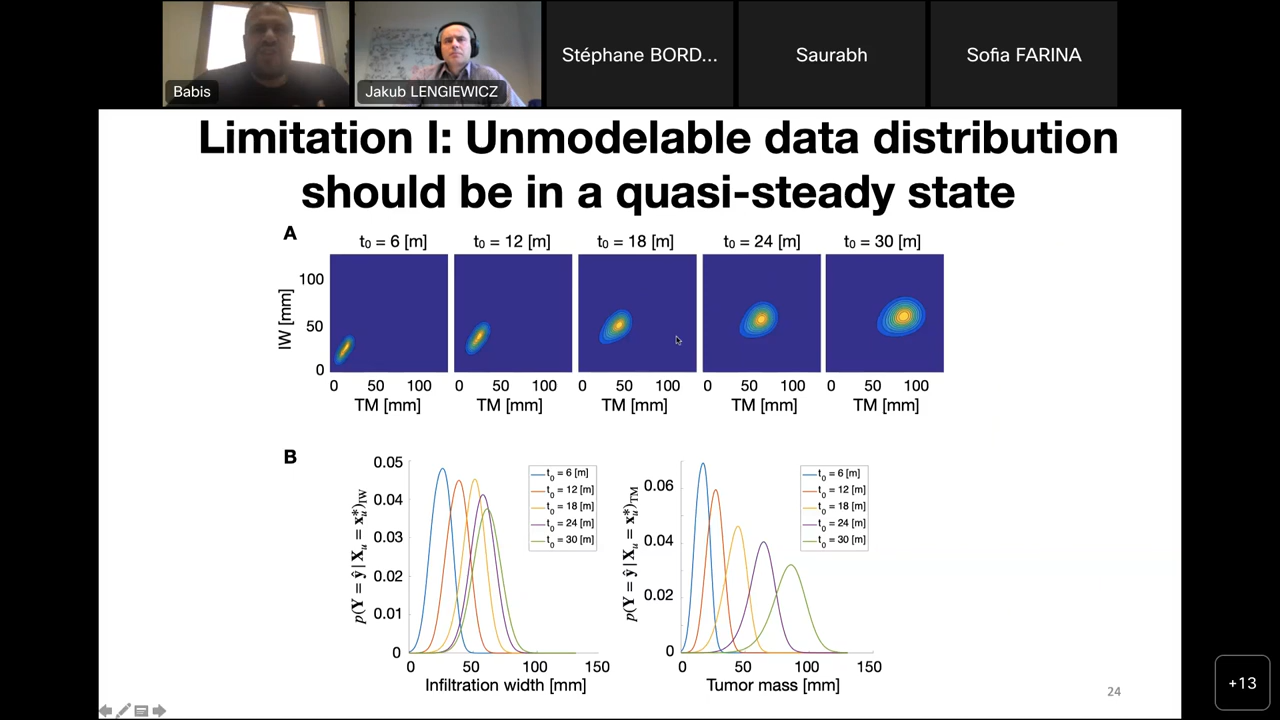 Babis
Jakub LENGIEWICZ
Stéphane BORD...
Saurabh
Sofia FARINA
Limitation I: Unmodelable data distribution
should be in a quasi-steady state
A
t₀ = 6 [m]
t₀ = 12 [m]
t₀ = 18 [m]
t₀ = 24 [m]
t₀ = 30 [m]
IW [mm]
100
50
0
0 50 100
0 50 100
0 50 100
0 50 100
0 50 100
TM [mm]
TM [mm]
TM [mm]
TM [mm]
TM [mm]
B
p(Y = ŷ | Xᵤ = xᵤ*)IW
0.05
0.04
0.03
0.02
0.01
0
t₀ = 6 [m]
t₀ = 12 [m]
t₀ = 18 [m]
t₀ = 24 [m]
t₀ = 30 [m]
0 50 100 150
Infiltration width [mm]
p(Y = ŷ | Xᵤ = xᵤ*)TM
0.06
0.04
0.02
0
t₀ = 6 [m]
t₀ = 12 [m]
t₀ = 18 [m]
t₀ = 24 [m]
t₀ = 30 [m]
0 50 100 150
Tumor mass [mm]
24
+13